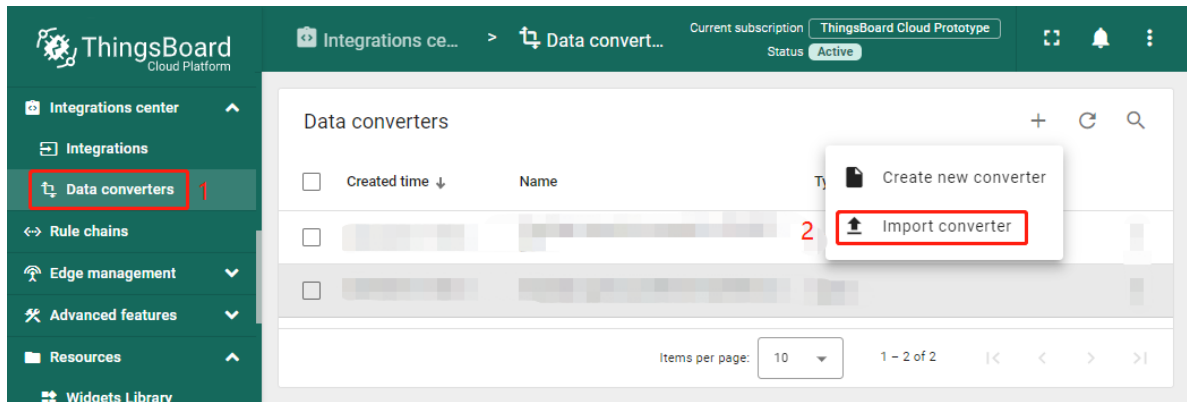 ThingsBoard
Cloud Platform
Integrations ce... > Data convert...
Current subscription ThingsBoard Cloud Prototype
Status Active
Integrations center
Integrations
Data converters 1
Rule chains
Edge management
Advanced features
Resources
Widgets Library
Data converters
Created time Name Ty
Create new converter
2 Import converter
Items per page: 10 1 – 2 of 2